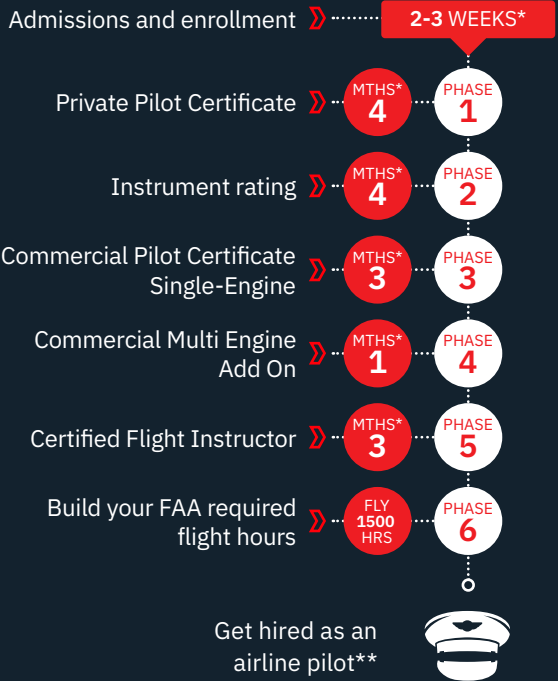 Admissions and enrollment
2-3 WEEKS*
Private Pilot Certificate
MTHS*
4
PHASE
1
Instrument rating
MTHS*
4
PHASE
2
Commercial Pilot Certificate
Single-Engine
MTHS*
3
PHASE
3
Commercial Multi Engine
Add On
MTHS*
1
PHASE
4
Certified Flight Instructor
MTHS*
3
PHASE
5
Build your FAA required
flight hours
FLY
1500
HRS
PHASE
6
Get hired as an
airline pilot**